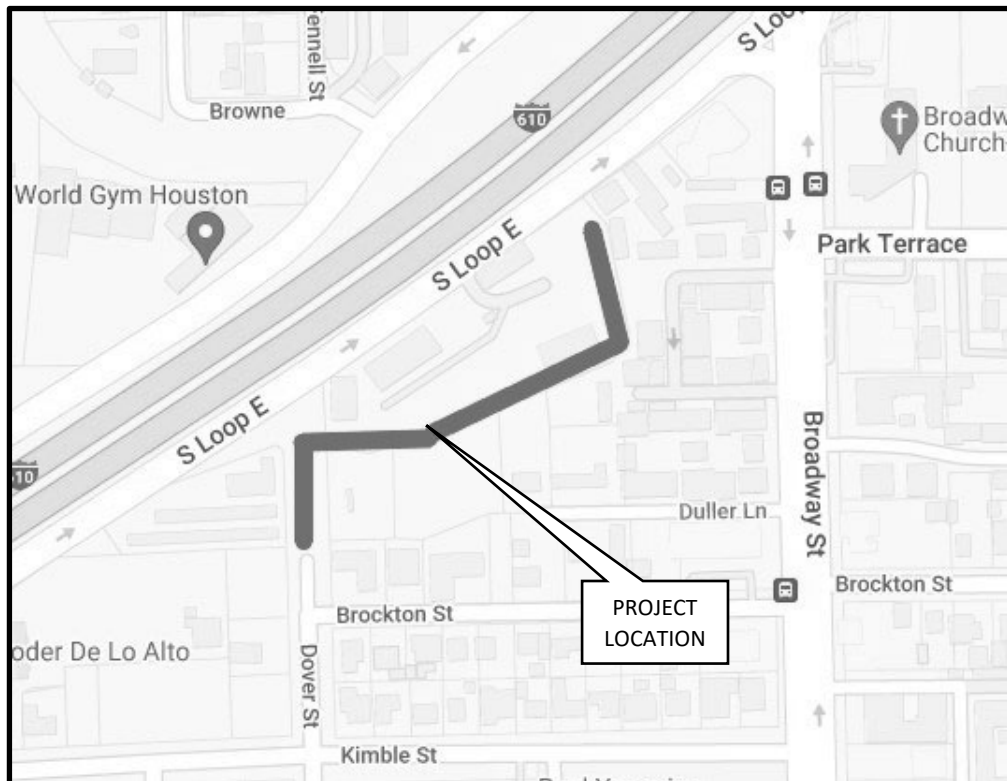 S Loop
Fennell St
Browne
610
Broadw
Church-
World Gym Houston
S Loop E
Park Terrace
S Loop E
610
Broadway St
Duller Ln
Brockton St
PROJECT
LOCATION
Brockton St
oder De Lo Alto
Dover St
Kimble St